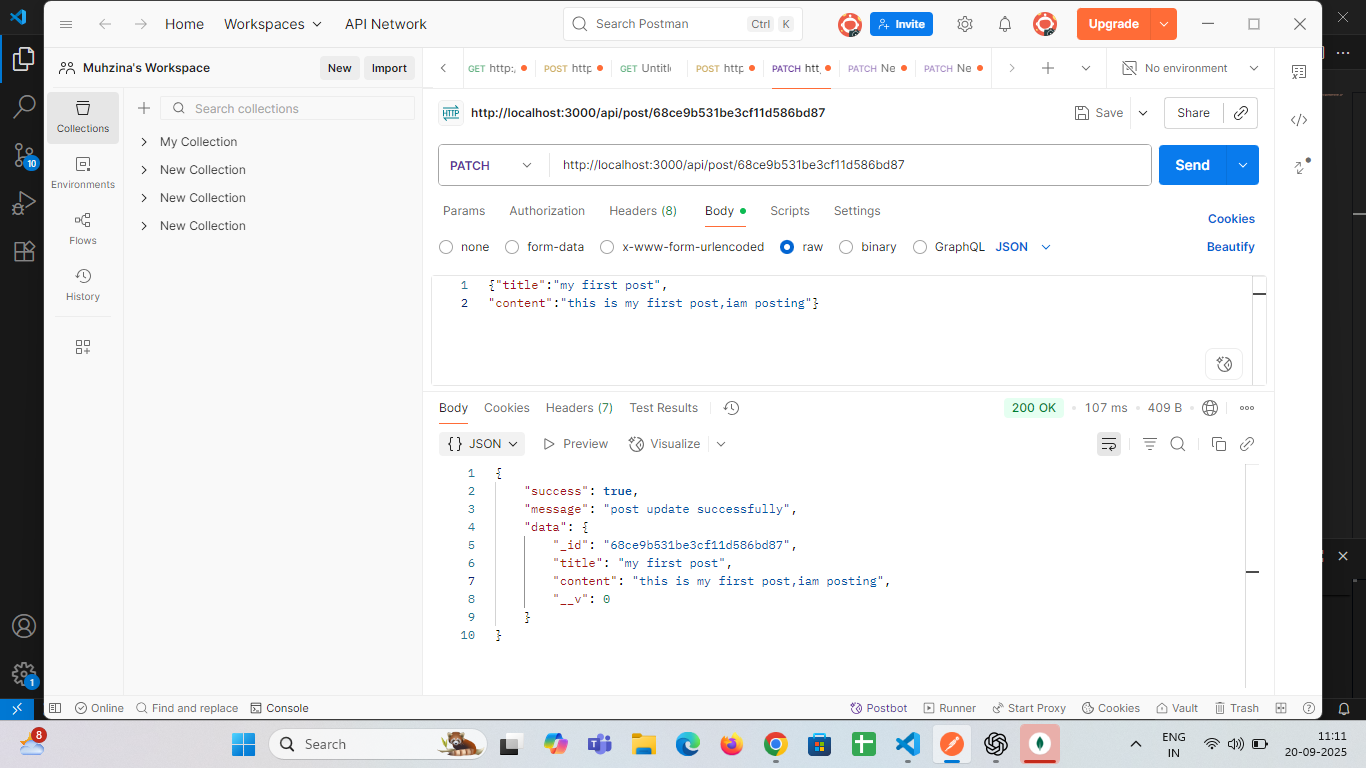 Home
Workspaces
API Network
Search Postman
Ctrl
K
Invite
Upgrade
Muhzina's Workspace
New
Import
GET http:,
POST http
GET Untitle
POST http
PATCH htt,
PATCH Ne
PATCH Ne
No environment
Collections
Environments
Flows
History
Search collections
My Collection
New Collection
New Collection
New Collection
HTTP
http://localhost:3000/api/post/68ce9b531be3cf11d586bd87
Save
Share
PATCH
http://localhost:3000/api/post/68ce9b531be3cf11d586bd87
Send
Params
Authorization
Headers (8)
Body
Scripts
Settings
Cookies
none
form-data
x-www-form-urlencoded
raw
binary
GraphQL
JSON
Beautify
1 {"title":"my first post",
2 "content":"this is my first post,iam posting"}
Body
Cookies
Headers (7)
Test Results
200 OK
107 ms
409 B
{ } JSON
Preview
Visualize
1 {
2 "success": true,
3 "message": "post update successfully",
4 "data": {
5 "_id": "68ce9b531be3cf11d586bd87",
6 "title": "my first post",
7 "content": "this is my first post,iam posting",
8 "__v": 0
9 }
10 }
Online
Find and replace
Console
Postbot
Runner
Start Proxy
Cookies
Vault
Trash
10
1
8
Search
ENG
IN
11:11
20-09-2025